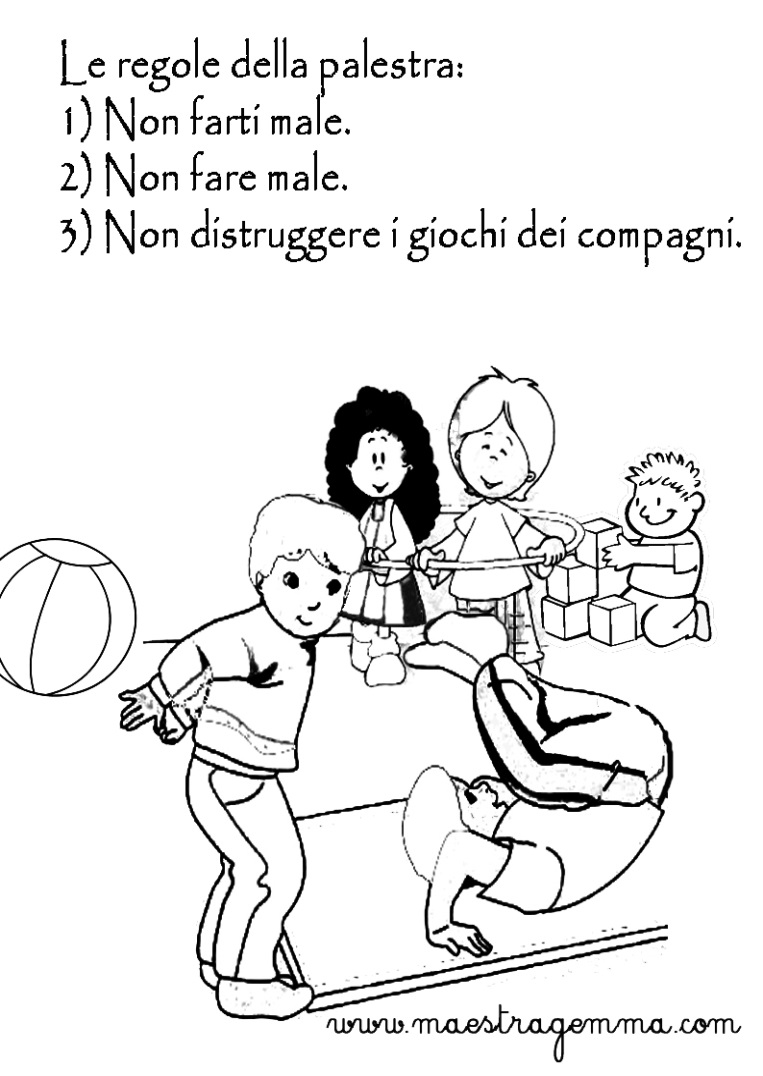 Le regole della palestra:
1) Non farti male.
2) Non fare male.
3) Non distruggere i giochi dei compagni.
www.maestragemma.com